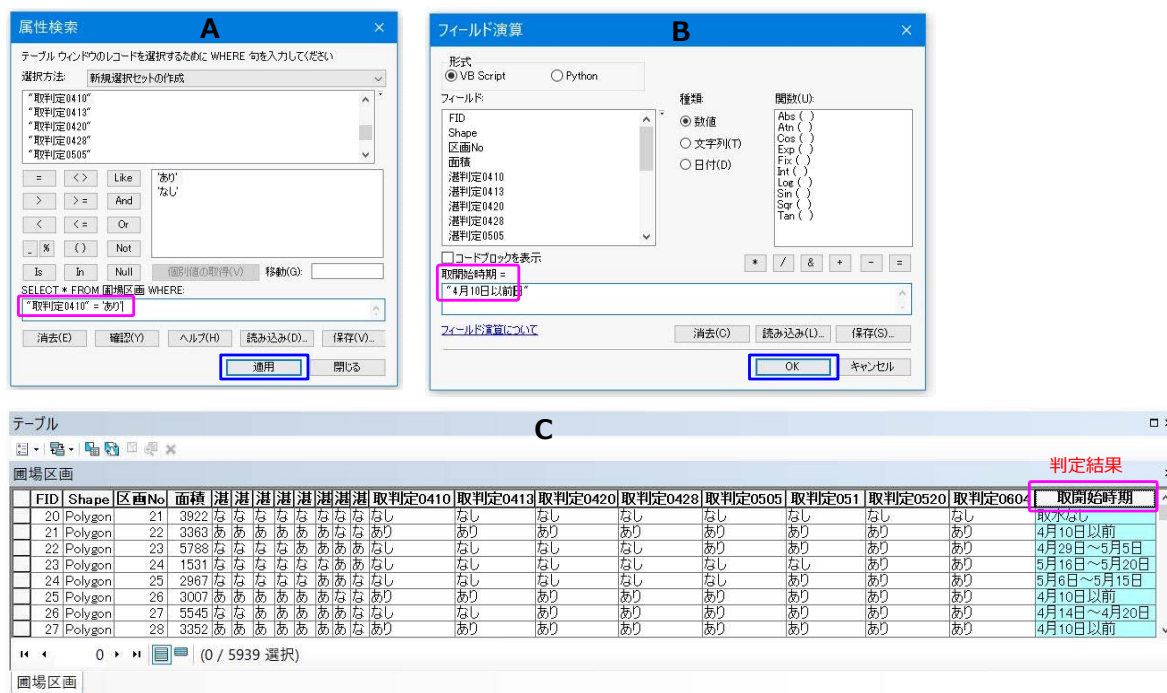 属性検索 A ×
テーブル ウィンドウのレコードを選択するために WHERE 句を入力してください
選択方法: 新規選択セットの作成
"取判定0410"
"取判定0413"
"取判定0420"
"取判定0428"
"取判定0505"
= <> Like 'あり'
'なし'
> >= And
< <= Or
_ % () Not
Is In Null 個別値の取得(V) 移動(G):
SELECT * FROM 圃場区画 WHERE:
"取判定0410" = 'あり'
消去(E) 確認(Y) ヘルプ(H) 読み込み(D)... 保存(V)...
適用 閉じる
フィールド演算 B ×
形式
VB Script Python
フィールド: 種類: 関数(U):
FID
Shape
区画No
面積
湛判定0410
湛判定0413
湛判定0420
湛判定0428
湛判定0505
数値
文字列(T)
日付(D)
Abs ( )
Atn ( )
Cos ( )
Exp ( )
Fix ( )
Int ( )
Log ( )
Sin ( )
Sqr ( )
Tan ( )
コードブロックを表示
* / & + - =
取開始時期 =
"4月10日以前日"
フィールド演算について 消去(C) 読み込み(L)... 保存(S)...
OK キャンセル
テーブル C
圃場区画 判定結果
FID Shape 区画No 面積 湛 湛 湛 湛 湛 湛 湛 湛 取判定0410 取判定0413 取判定0420 取判定0428 取判定0505 取判定051 取判定0520 取判定0604 取開始時期
20 Polygon 21 3922 な な な な な な な な なし なし なし なし なし なし なし なし 取水なし
21 Polygon 22 3363 あ あ あ あ あ あ な な あり あり あり あり あり あり あり あり 4月10日以前
22 Polygon 23 5788 な な な な あ あ あ あ なし なし なし なし あり あり あり あり 4月29日～5月5日
23 Polygon 24 1531 な な な な な な あ あ なし なし なし なし なし なし あり あり 5月16日～5月20日
24 Polygon 25 2967 な な な な な あ あ あ なし なし なし なし なし あり あり あり 5月6日～5月15日
25 Polygon 26 3007 あ あ あ あ あ あ な な あり あり あり あり あり あり あり あり 4月10日以前
26 Polygon 27 5545 な な あ あ あ あ あ な なし なし あり あり あり あり あり あり 4月14日～4月20日
27 Polygon 28 3352 あ あ あ あ あ あ あ な あり あり あり あり あり あり あり あり 4月10日以前
0 (0 / 5939 選択)
圃場区画